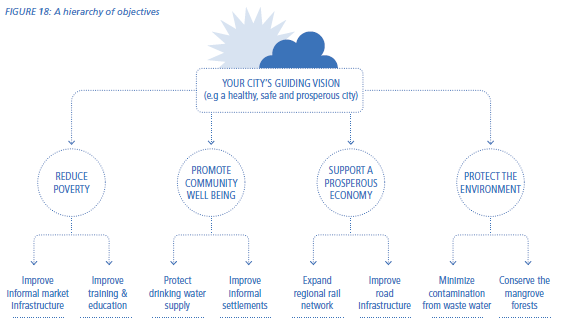 FIGURE 18: A hierarchy of objectives
YOUR CITY'S GUIDING VISION
(e.g a healthy, safe and prosperous city)
REDUCE
POVERTY
PROMOTE
COMMUNITY
WELL BEING
SUPPORT A
PROSPEROUS
ECONOMY
PROTECT THE
ENVIRONMENT
Improve
informal market
infrastructure
Improve
training &
education
Protect
drinking water
supply
Improve
informal
settlements
Expand
regional rail
network
Improve
road
infrastructure
Minimize
contamination
from waste water
Conserve the
mangrove
forests